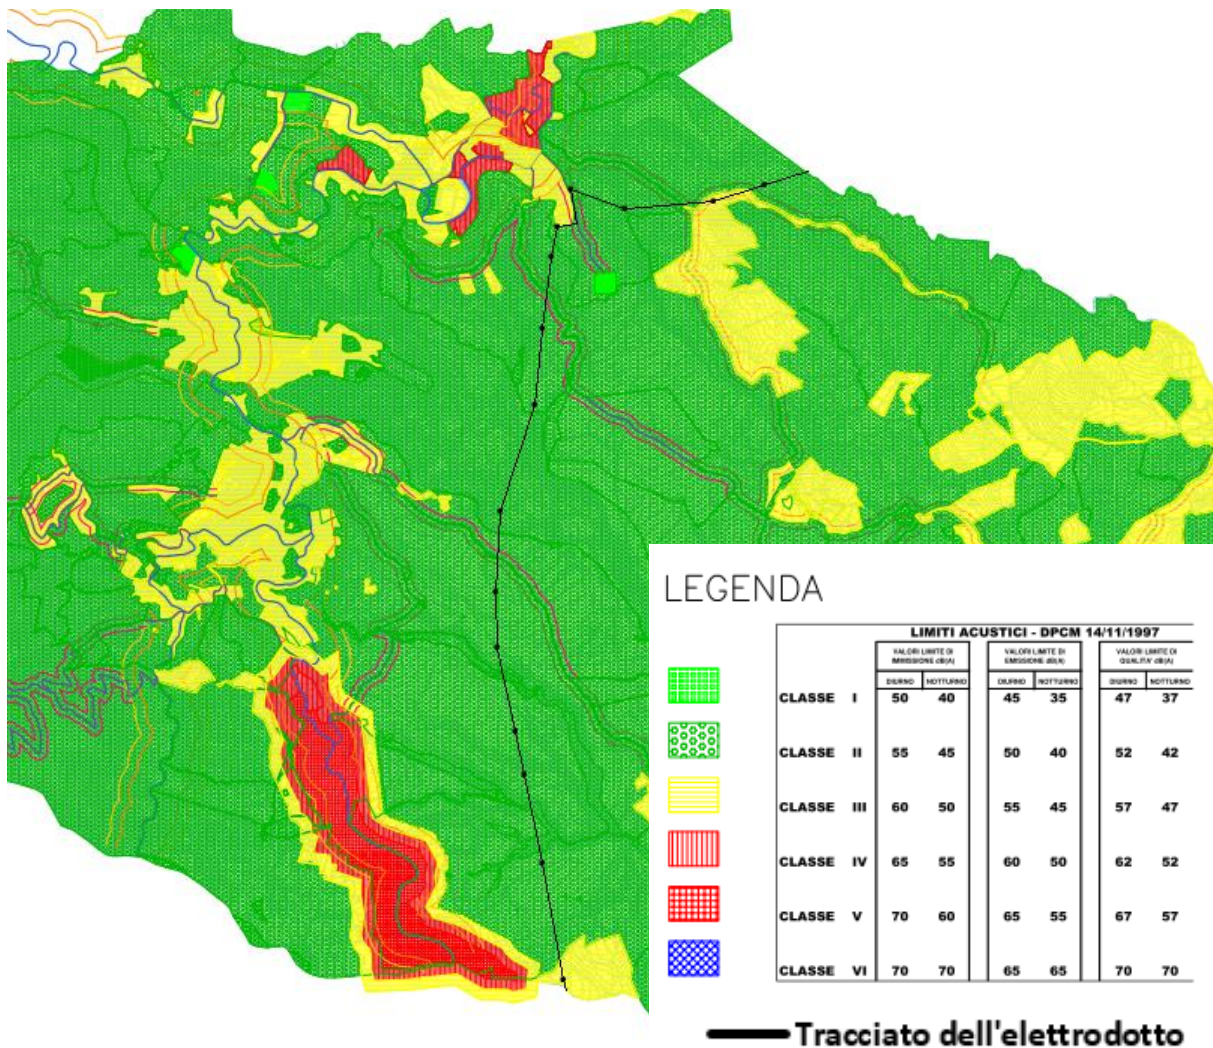 LEGENDA
LIMITI ACUSTICI - DPCM 14/11/1997
VALORI LIMITE DI IMMISSIONE dB(A) VALORI LIMITE DI EMISSIONE dB(A) VALORI LIMITE DI QUALITA' dB(A)
DIURNO NOTTURNO DIURNO NOTTURNO DIURNO NOTTURNO
CLASSE I 50 40 45 35 47 37
CLASSE II 55 45 50 40 52 42
CLASSE III 60 50 55 45 57 47
CLASSE IV 65 55 60 50 62 52
CLASSE V 70 60 65 55 67 57
CLASSE VI 70 70 65 65 70 70
Tracciato dell'elettrodotto